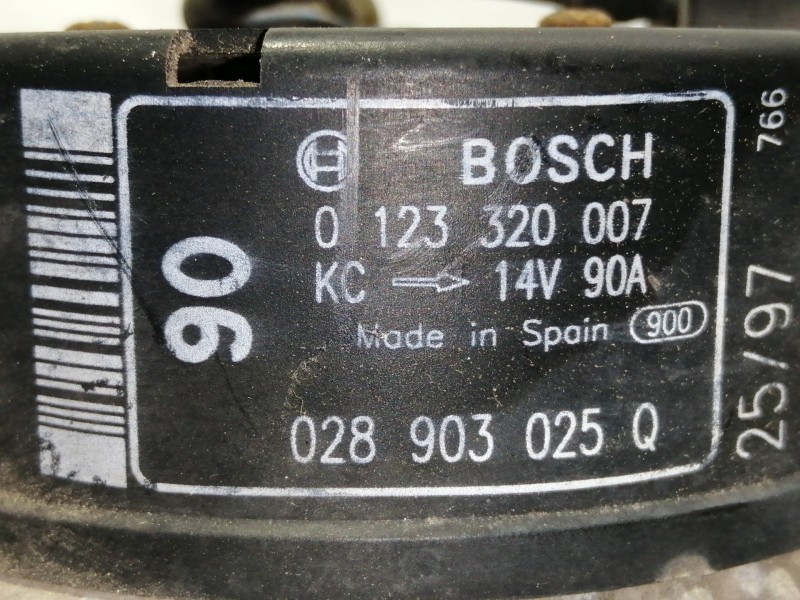 BOSCH
0 123 320 007
KC → 14V 90A
Made in Spain 900
028 903 025 Q
90
766
25/97